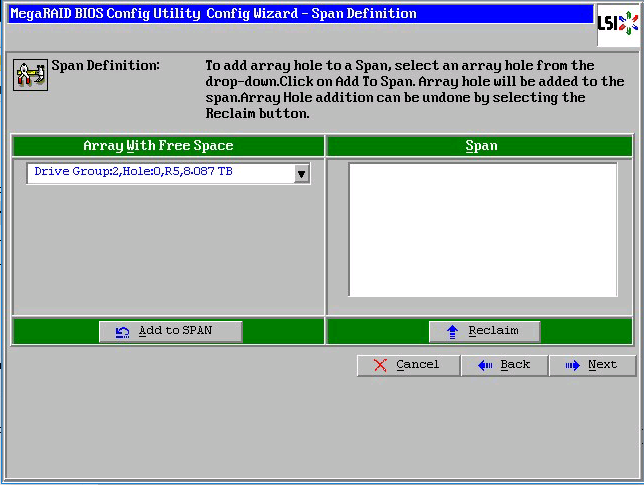 MegaRAID BIOS Config Utility Config Wizard - Span Definition
LSI
Span Definition:
To add array hole to a Span, select an array hole from the
drop-down.Click on Add To Span. Array hole will be added to the
span.Array Hole addition can be undone by selecting the
Reclaim button.
Array With Free Space
Span
Drive Group:2,Hole:0,R5,8.087 TB
Add to SPAN
Reclaim
Cancel
Back
Next